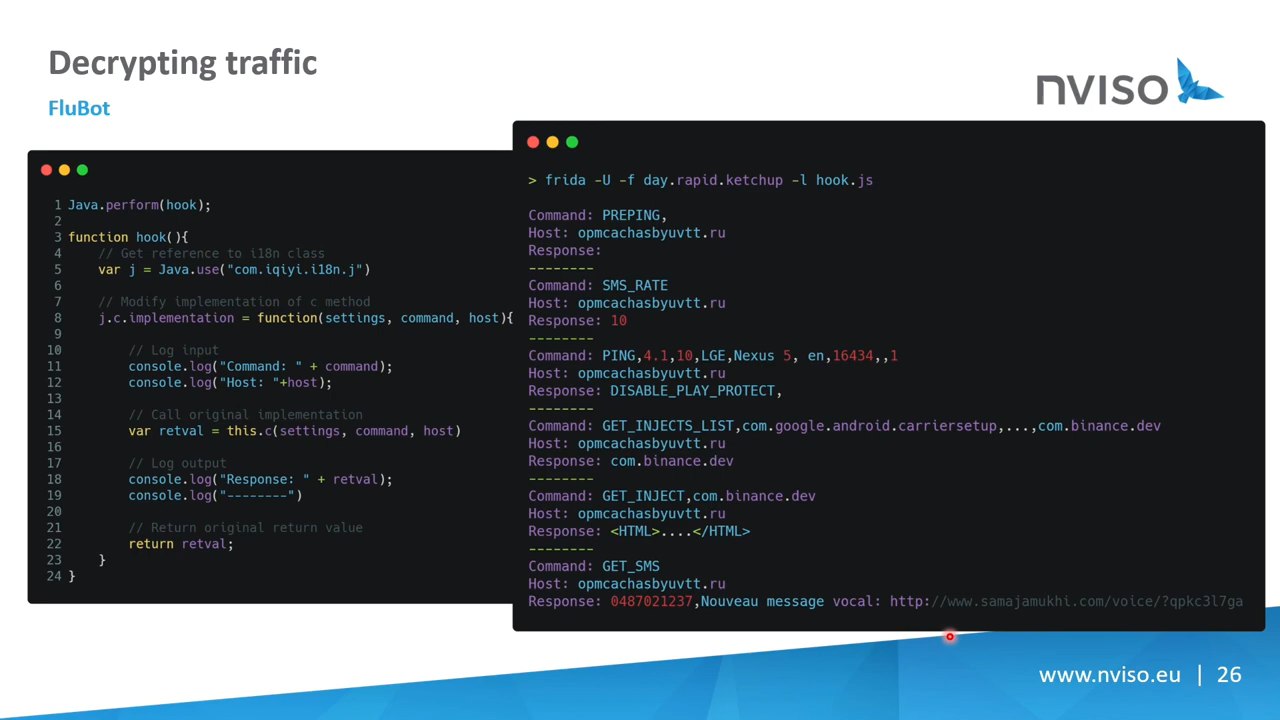 Decrypting traffic
FluBot
nviso
1 Java.perform(hook);
2
3 function hook(){
4 // Get reference to i18n class
5 var j = Java.use("com.iqiyi.i18n.j")
6
7 // Modify implementation of c method
8 j.c.implementation = function(settings, command, host){
9
10 // Log input
11 console.log("Command: " + command);
12 console.log("Host: "+host);
13
14 // Call original implementation
15 var retval = this.c(settings, command, host)
16
17 // Log output
18 console.log("Response: " + retval);
19 console.log("--------")
20
21 // Return original return value
22 return retval;
23 }
24 }
> frida -U -f day.rapid.ketchup -l hook.js
Command: PREPING,
Host: opmcachasbyuvtt.ru
Response:
--------
Command: SMS_RATE
Host: opmcachasbyuvtt.ru
Response: 10
--------
Command: PING,4.1,10,LGE,Nexus 5, en,16434,,1
Host: opmcachasbyuvtt.ru
Response: DISABLE_PLAY_PROTECT,
--------
Command: GET_INJECTS_LIST,com.google.android.carriersetup,...,com.binance.dev
Host: opmcachasbyuvtt.ru
Response: com.binance.dev
--------
Command: GET_INJECT,com.binance.dev
Host: opmcachasbyuvtt.ru
Response: <HTML>....</HTML>
--------
Command: GET_SMS
Host: opmcachasbyuvtt.ru
Response: 0487021237,Nouveau message vocal: http://www.samajamukhi.com/voice/?qpkc3l7ga
www.nviso.eu | 26